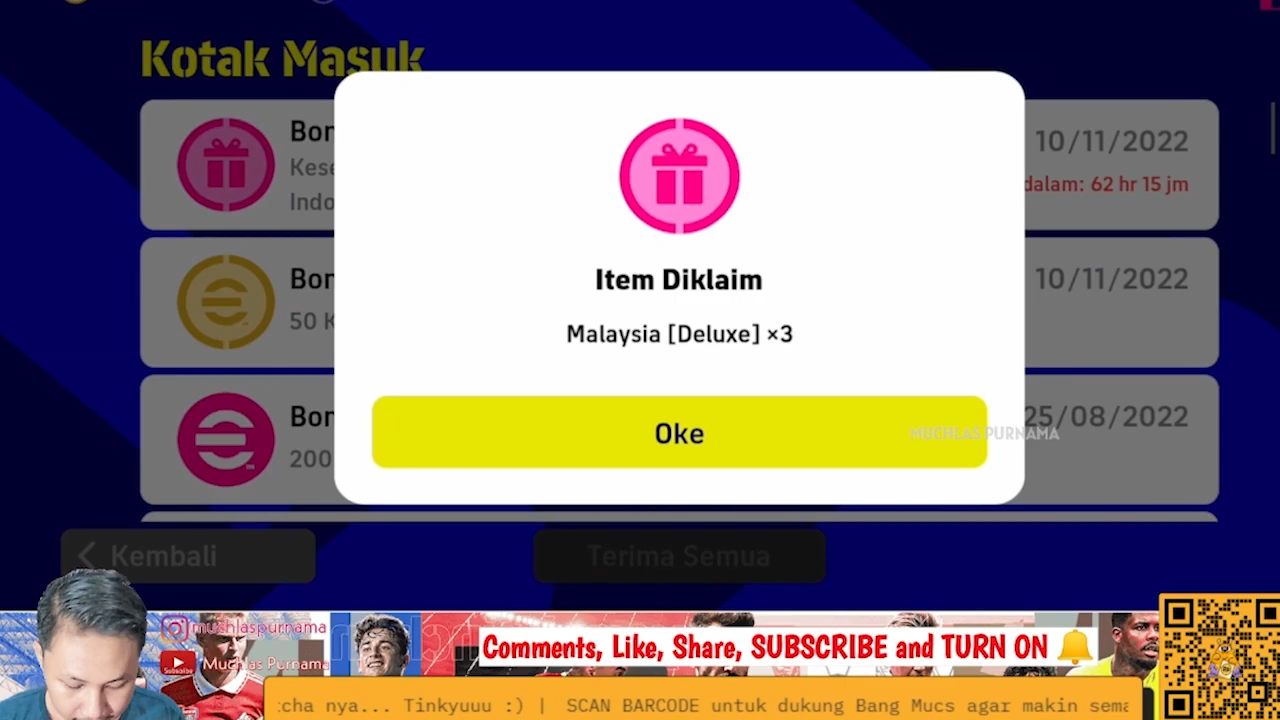 Kotak Masuk
Bon
Kese
Indo
10/11/2022
dalam: 62 hr 15 jm
Bon
50 K
10/11/2022
Item Diklaim
Malaysia [Deluxe] ×3
Bon
200
25/08/2022
Oke
MUCHLAS PURNAMA
Kembali
Terima Semua
muchlaspurnama
Subscribe
Muchlas Purnama
Comments, Like, Share, SUBSCRIBE and TURN ON
cha nya... Tinkyuuu :) | SCAN BARCODE untuk dukung Bang Mucs agar makin sema